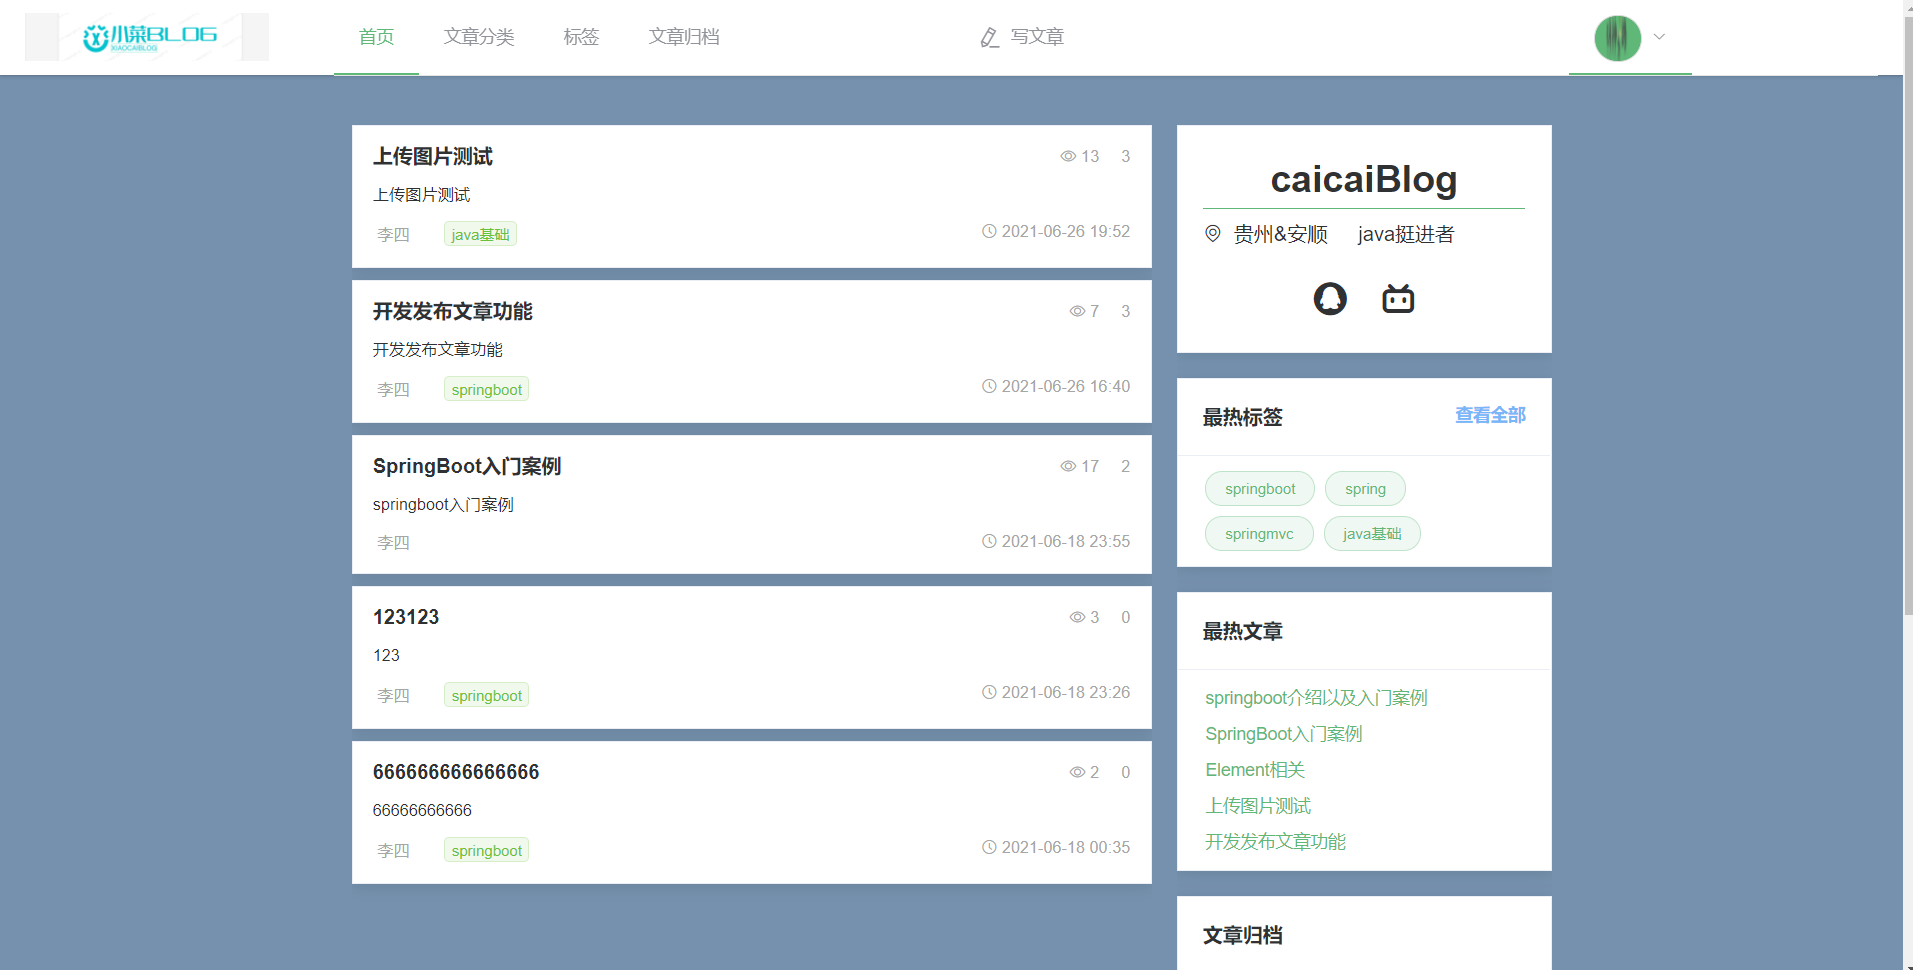 小菜BLOG
XIAOCAIBLOG
首页 文章分类 标签 文章归档 写文章
上传图片测试 13 3
上传图片测试
李四 java基础 2021-06-26 19:52
开发发布文章功能 7 3
开发发布文章功能
李四 springboot 2021-06-26 16:40
SpringBoot入门案例 17 2
springboot入门案例
李四 2021-06-18 23:55
123123 3 0
123
李四 springboot 2021-06-18 23:26
666666666666666 2 0
66666666666
李四 springboot 2021-06-18 00:35
caicaiBlog
贵州&安顺 java挺进者
最热标签 查看全部
springboot spring
springmvc java基础
最热文章
springboot介绍以及入门案例
SpringBoot入门案例
Element相关
上传图片测试
开发发布文章功能
文章归档